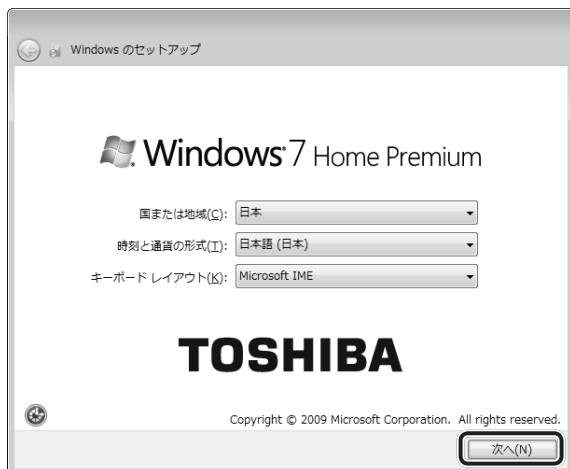 Windows のセットアップ
Windows 7 Home Premium
国または地域(C): 日本
時刻と通貨の形式(T): 日本語 (日本)
キーボード レイアウト(K): Microsoft IME
TOSHIBA
Copyright © 2009 Microsoft Corporation. All rights reserved.
次へ(N)